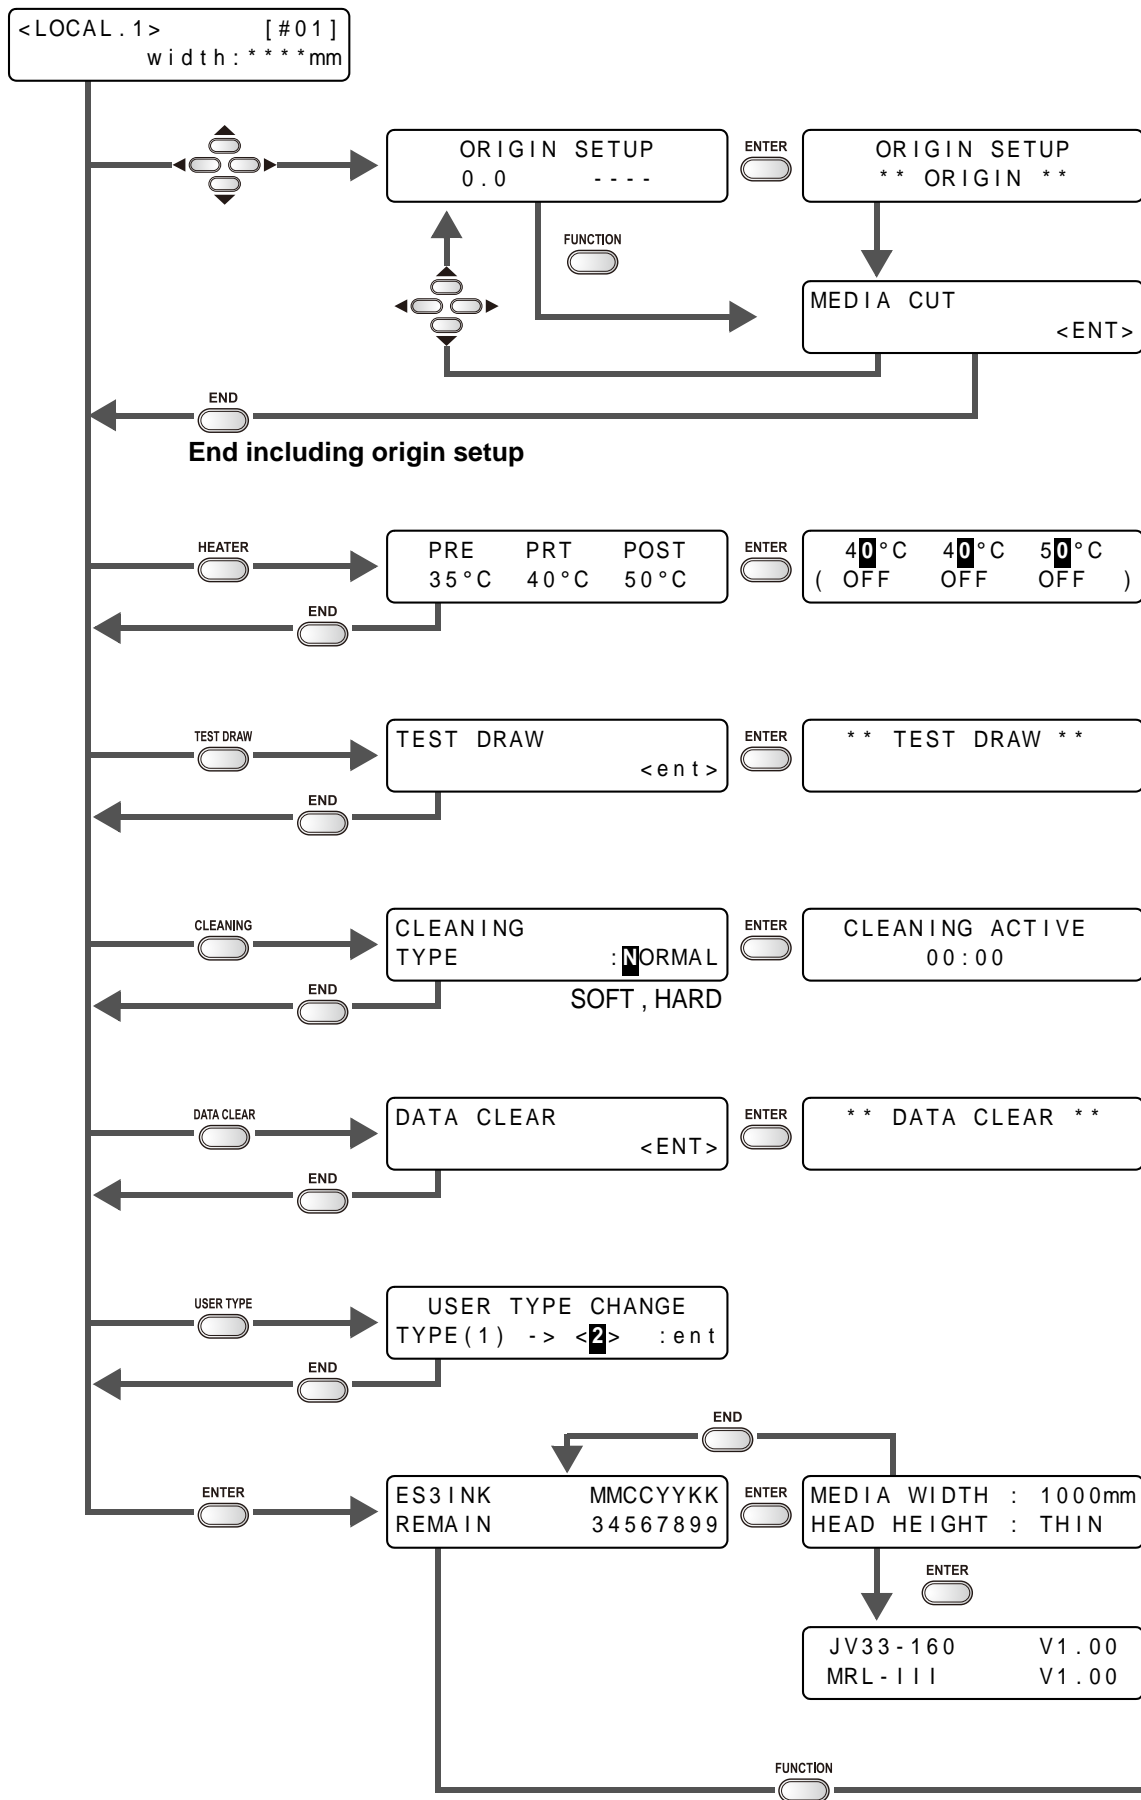 <LOCAL.1> [#01]
width:****mm
ORIGIN SETUP
0.0 ----
ENTER
ORIGIN SETUP
** ORIGIN **
FUNCTION
MEDIA CUT
<ENT>
END
End including origin setup
HEATER
PRE PRT POST
35°C 40°C 50°C
ENTER
40°C 40°C 50°C
( OFF OFF OFF )
END
TEST DRAW
TEST DRAW
<ent>
ENTER
** TEST DRAW **
END
CLEANING
CLEANING
TYPE :NORMAL
SOFT , HARD
ENTER
CLEANING ACTIVE
00:00
END
DATA CLEAR
DATA CLEAR
<ENT>
ENTER
** DATA CLEAR **
END
USER TYPE
USER TYPE CHANGE
TYPE(1) -> <2> :ent
END
END
ENTER
ES3INK MMCCYYKK
REMAIN 34567899
ENTER
MEDIA WIDTH : 1000mm
HEAD HEIGHT : THIN
ENTER
JV33-160 V1.00
MRL-III V1.00
FUNCTION